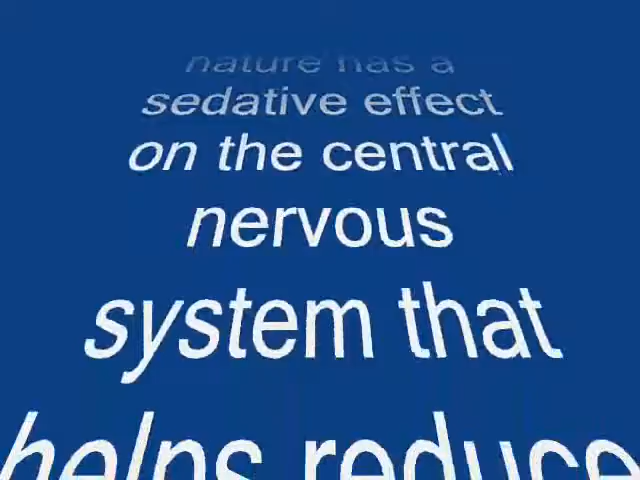 nature has a
sedative effect
on the central
nervous
system that
helps reduce